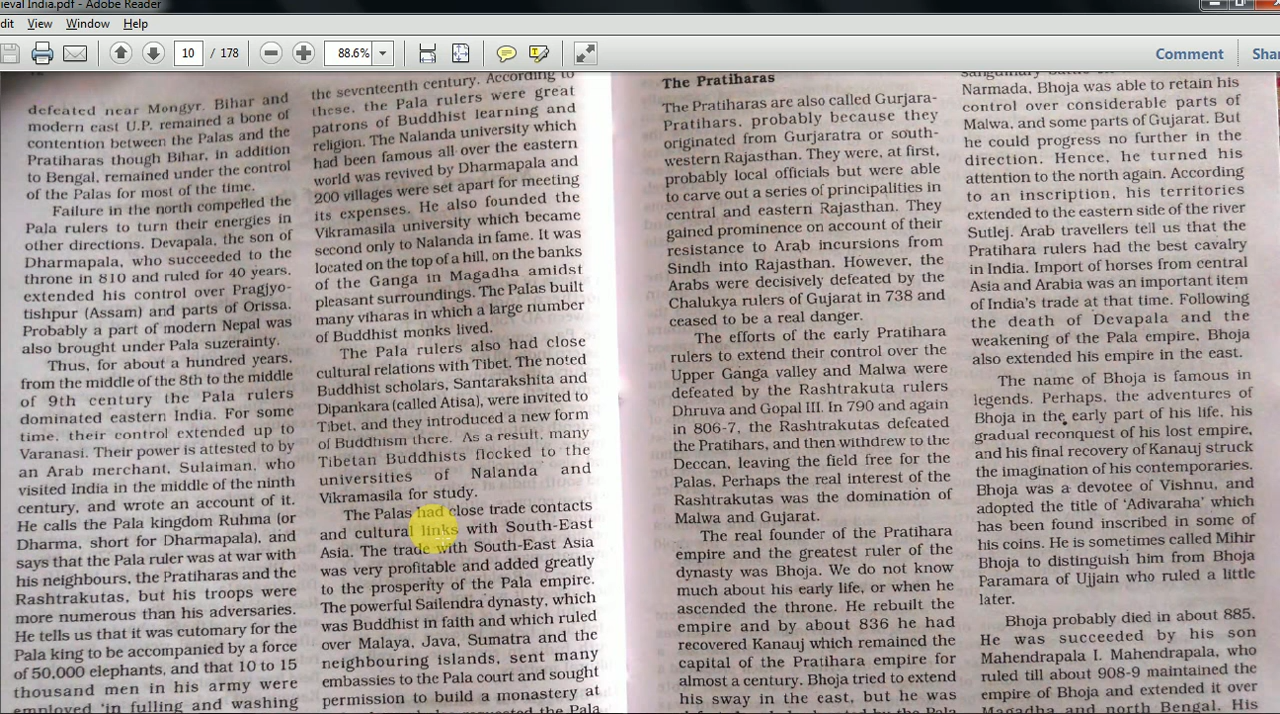 ieval India.pdf - Adobe Reader
dit View Window Help
10 / 178 88.6% Comment Shar
defeated near Mongyr. Bihar and
modern east U.P. remained a bone of
contention between the Palas and the
Pratiharas though Bihar, in addition
to Bengal, remained under the control
of the Palas for most of the time.
Failure in the north compelled the
Pala rulers to turn their energies in
other directions. Devapala, the son of
Dharmapala, who succeeded to the
throne in 810 and ruled for 40 years,
extended his control over Pragjyo-
tishpur (Assam) and parts of Orissa.
Probably a part of modern Nepal was
also brought under Pala suzerainty.
Thus, for about a hundred years,
from the middle of the 8th to the middle
of 9th century the Pala rulers
dominated eastern India. For some
time, their control extended up to
Varanasi. Their power is attested to by
an Arab merchant, Sulaiman, who
visited India in the middle of the ninth
century, and wrote an account of it.
He calls the Pala kingdom Ruhma (or
Dharma, short for Dharmapala), and
says that the Pala ruler was at war with
his neighbours, the Pratiharas and the
Rashtrakutas, but his troops were
more numerous than his adversaries.
He tells us that it was cutomary for the
Pala king to be accompanied by a force
of 50,000 elephants, and that 10 to 15
thousand men in his army were
employed 'in fulling and washing
the seventeenth century. According to
these, the Pala rulers were great
patrons of Buddhist learning and
religion. The Nalanda university which
had been famous all over the eastern
world was revived by Dharmapala and
200 villages were set apart for meeting
its expenses. He also founded the
Vikramasila university which became
second only to Nalanda in fame. It was
located on the top of a hill, on the banks
of the Ganga in Magadha amidst
pleasant surroundings. The Palas built
many viharas in which a large number
of Buddhist monks lived.
The Pala rulers also had close
cultural relations with Tibet. The noted
Buddhist scholars, Santarakshita and
Dipankara (called Atisa), were invited to
Tibet, and they introduced a new form
of Buddhism there. As a result, many
Tibetan Buddhists flocked to the
universities of Nalanda and
Vikramasila for study.
The Palas had close trade contacts
and cultural links with South-East
Asia. The trade with South-East Asia
was very profitable and added greatly
to the prosperity of the Pala empire.
The powerful Sailendra dynasty, which
was Buddhist in faith and which ruled
over Malaya, Java, Sumatra and the
neighbouring islands, sent many
embassies to the Pala court and sought
permission to build a monastery at
the Pala
The Pratiharas
The Pratiharas are also called Gurjara-
Pratihars, probably because they
originated from Gurjaratra or south-
western Rajasthan. They were, at first,
probably local officials but were able
to carve out a series of principalities in
central and eastern Rajasthan. They
gained prominence on account of their
resistance to Arab incursions from
Sindh into Rajasthan. However, the
Arabs were decisively defeated by the
Chalukya rulers of Gujarat in 738 and
ceased to be a real danger.
The efforts of the early Pratihara
rulers to extend their control over the
Upper Ganga valley and Malwa were
defeated by the Rashtrakuta rulers
Dhruva and Gopal III. In 790 and again
in 806-7, the Rashtrakutas defeated
the Pratihars, and then withdrew to the
Deccan, leaving the field free for the
Palas. Perhaps the real interest of the
Rashtrakutas was the domination of
Malwa and Gujarat.
The real founder of the Pratihara
empire and the greatest ruler of the
dynasty was Bhoja. We do not know
much about his early life, or when he
ascended the throne. He rebuilt the
empire and by about 836 he had
recovered Kanauj which remained the
capital of the Pratihara empire for
almost a century. Bhoja tried to extend
his sway in the east, but he was
Narmada, Bhoja was able to retain his
control over considerable parts of
Malwa, and some parts of Gujarat. But
he could progress no further in the
direction. Hence, he turned his
attention to the north again. According
to an inscription, his territories
extended to the eastern side of the river
Sutlej. Arab travellers tell us that the
Pratihara rulers had the best cavalry
in India. Import of horses from central
Asia and Arabia was an important item
of India's trade at that time. Following
the death of Devapala and the
weakening of the Pala empire, Bhoja
also extended his empire in the east.
The name of Bhoja is famous in
legends. Perhaps, the adventures of
Bhoja in the early part of his life, his
gradual reconquest of his lost empire,
and his final recovery of Kanauj struck
the imagination of his contemporaries.
Bhoja was a devotee of Vishnu, and
adopted the title of 'Adivaraha' which
has been found inscribed in some of
his coins. He is sometimes called Mihir
Bhoja to distinguish him from Bhoja
Paramara of Ujjain who ruled a little
later.
Bhoja probably died in about 885.
He was succeeded by his son
Mahendrapala I. Mahendrapala, who
ruled till about 908-9 maintained the
empire of Bhoja and extended it over
Magadha and north Bengal. His